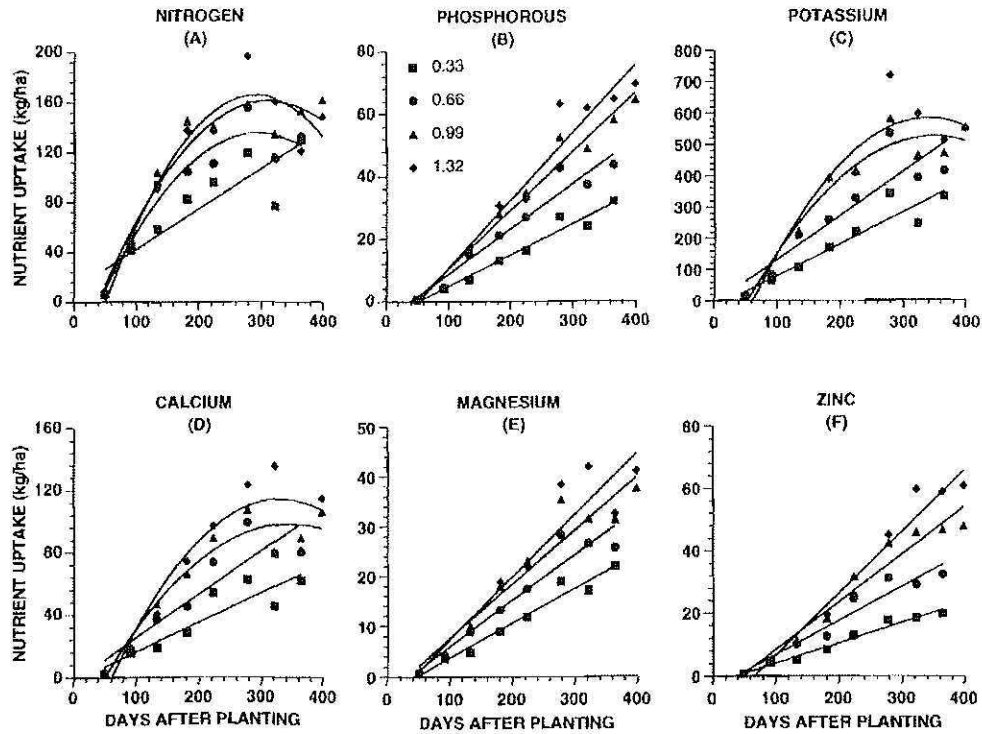 NITROGEN
(A)
PHOSPHOROUS
(B)
POTASSIUM
(C)
NUTRIENT UPTAKE (kg/ha)
200
160
120
80
40
0
0 100 200 300 400
80
60
40
20
0
0 100 200 300 400
0.33
0.66
0.99
1.32
800
700
600
500
400
300
200
100
0
0 100 200 300 400
CALCIUM
(D)
MAGNESIUM
(E)
ZINC
(F)
NUTRIENT UPTAKE (kg/ha)
160
120
80
40
0
0 100 200 300 400
DAYS AFTER PLANTING
50
40
30
20
10
0
0 100 200 300 400
DAYS AFTER PLANTING
80
60
40
20
0
0 100 200 300 400
DAYS AFTER PLANTING